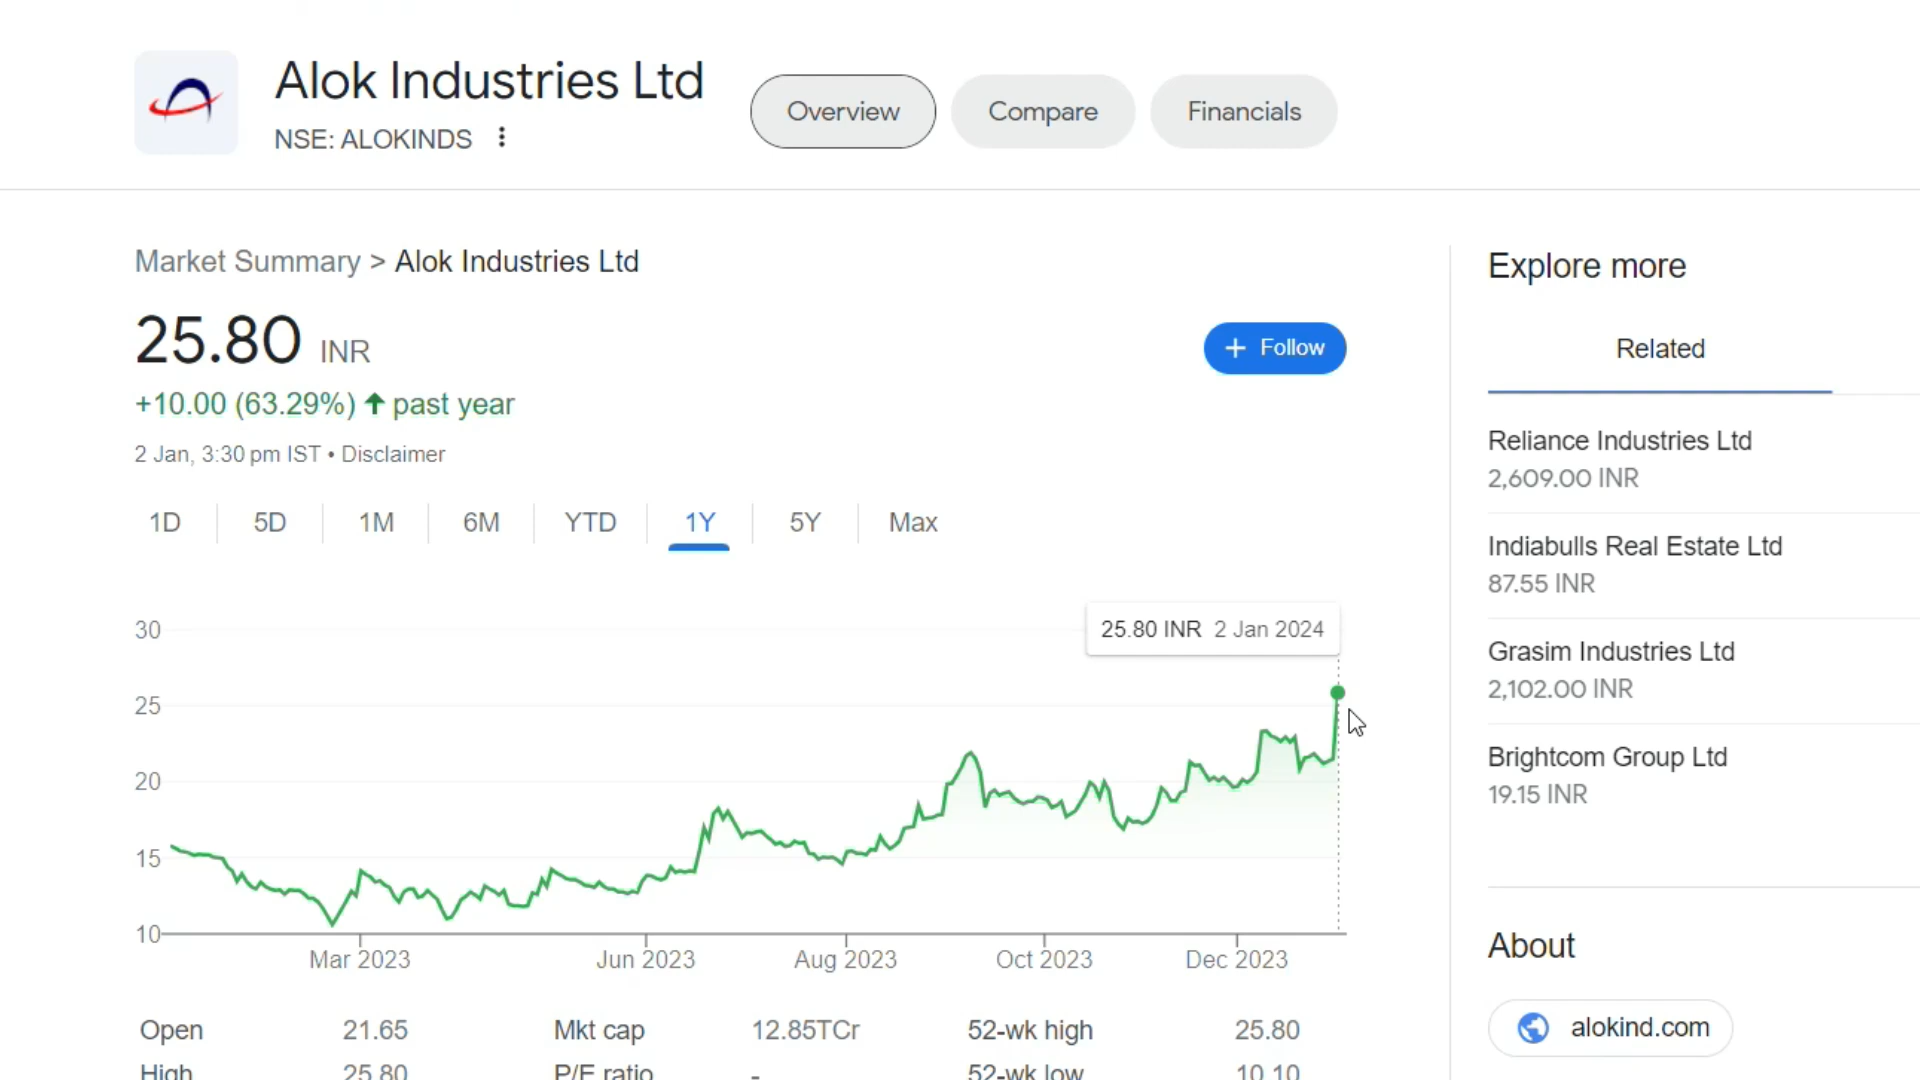 Alok Industries Ltd
NSE: ALOKINDS
Overview
Compare
Financials
Market Summary > Alok Industries Ltd
25.80 INR
+ Follow
+10.00 (63.29%) ↑ past year
2 Jan, 3:30 pm IST • Disclaimer
1D 5D 1M 6M YTD 1Y 5Y Max
25.80 INR 2 Jan 2024
30
25
20
15
10
Mar 2023 Jun 2023 Aug 2023 Oct 2023 Dec 2023
Open 21.65 Mkt cap 12.85TCr 52-wk high 25.80
High 25.80 P/E ratio - 52-wk low 10.10
Explore more
Related
Reliance Industries Ltd
2,609.00 INR
Indiabulls Real Estate Ltd
87.55 INR
Grasim Industries Ltd
2,102.00 INR
Brightcom Group Ltd
19.15 INR
About
alokind.com